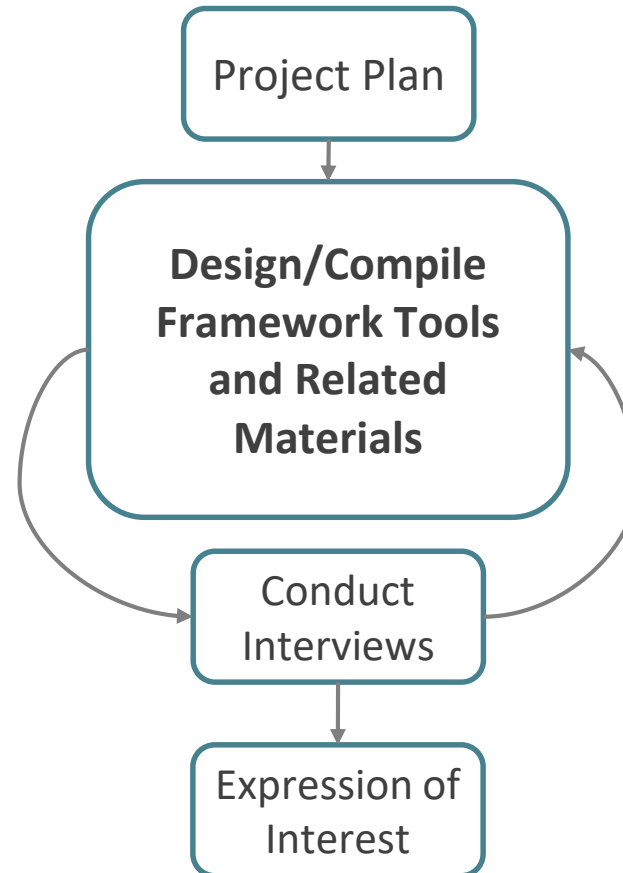 Project Plan
Design/Compile
Framework Tools
and Related
Materials
Conduct
Interviews
Expression of
Interest